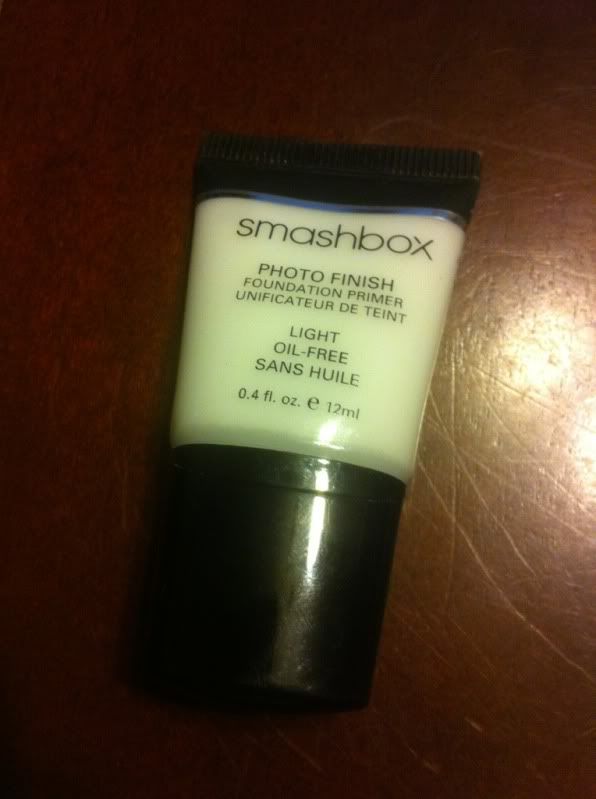 smashbox
PHOTO FINISH
FOUNDATION PRIMER
UNIFICATEUR DE TEINT
LIGHT
OIL-FREE
SANS HUILE
0.4 fl. oz. e 12ml